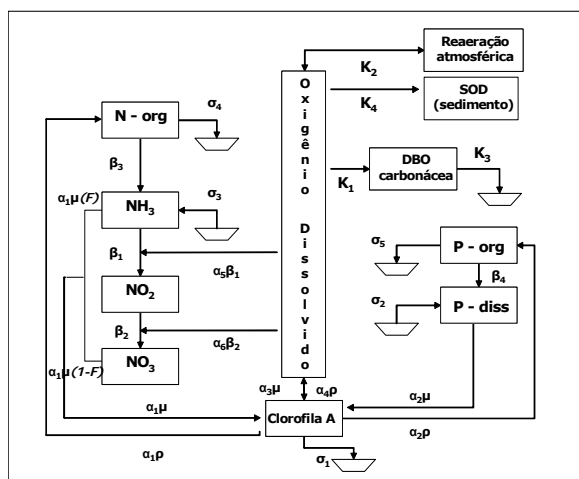 Reaeração
atmosférica
K2
SOD
(sedimento)
K4
Oxigênio Dissolvido
N - org
σ4
DBO
carbonácea
K3
K1
β3
α1μ(F)
σ3
NH3
σ5
P - org
β1
α5β1
β4
NO2
σ2
P - diss
β2
α6β2
NO3
α1μ(1-F)
α3μ
α4ρ
α1μ
α2μ
Clorofila A
α2ρ
α1ρ
σ1